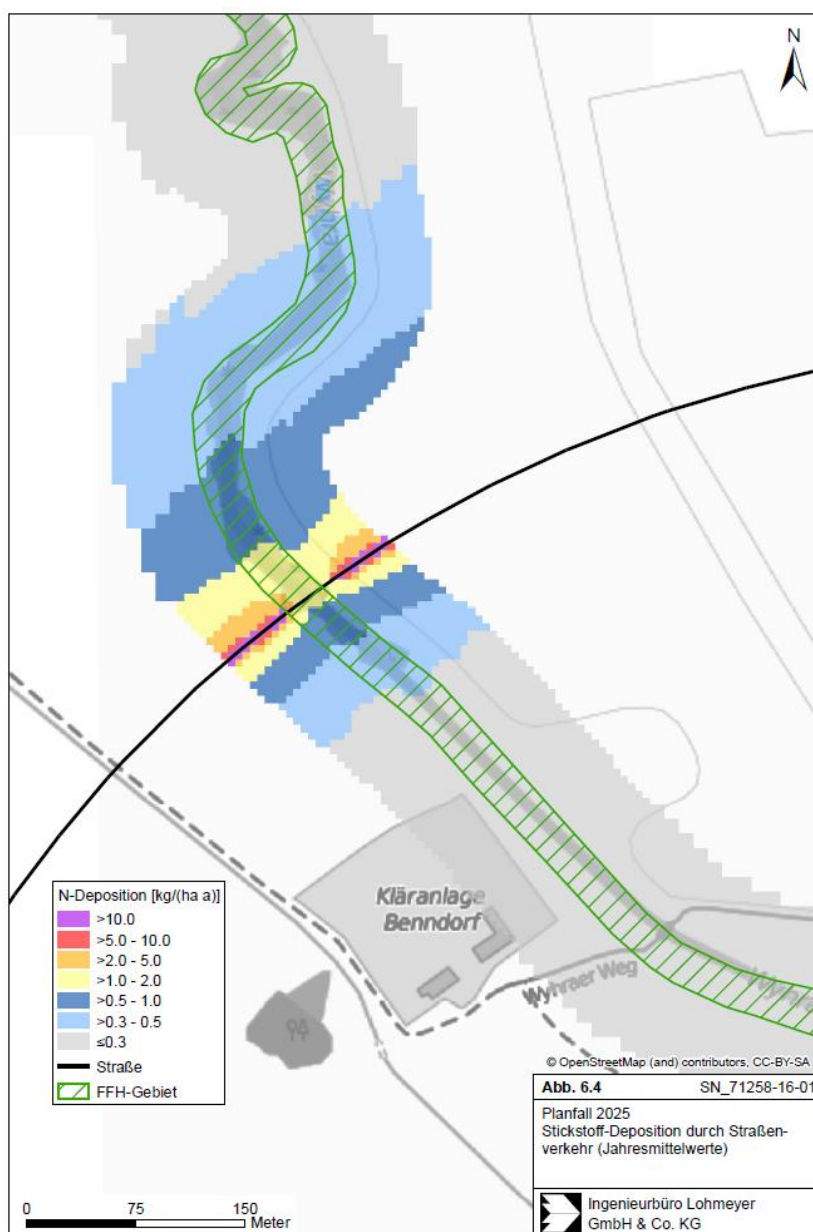 N
Wyhra
Kläranlage
Benndorf
Wyhraer Weg
N-Deposition [kg/(ha a)]
>10.0
>5.0 - 10.0
>2.0 - 5.0
>1.0 - 2.0
>0.5 - 1.0
>0.3 - 0.5
≤0.3
Straße
FFH-Gebiet
© OpenStreetMap (and) contributors, CC-BY-SA
Abb. 6.4 SN_71258-16-01
Planfall 2025
Stickstoff-Deposition durch Straßen-
verkehr (Jahresmittelwerte)
0 75 150
Meter
Ingenieurbüro Lohmeyer
GmbH & Co. KG